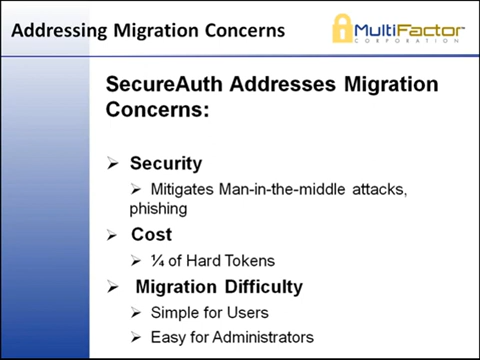 Addressing Migration Concerns
MultiFactor
CORPORATION
SecureAuth Addresses Migration
Concerns:
➢ Security
➢ Mitigates Man-in-the-middle attacks,
phishing
➢ Cost
➢ ¼ of Hard Tokens
➢ Migration Difficulty
➢ Simple for Users
➢ Easy for Administrators